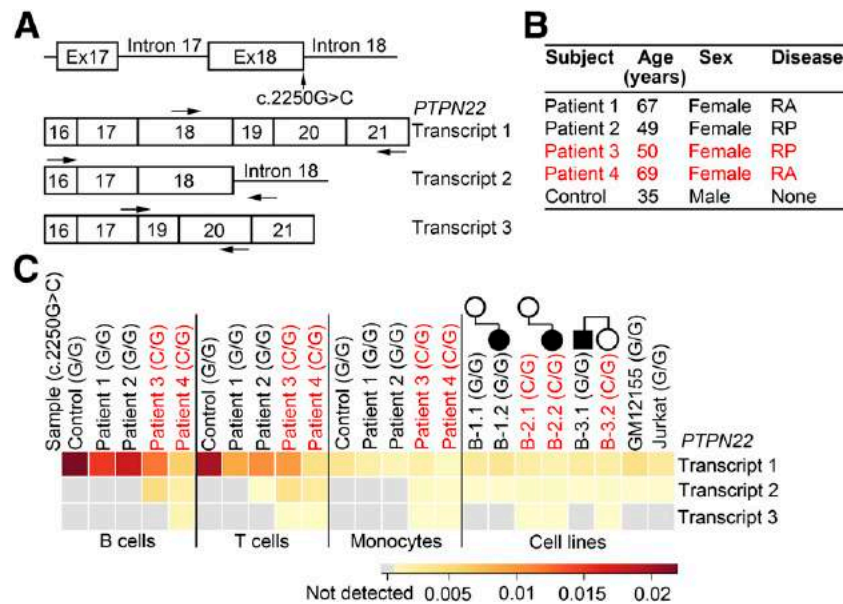 A
Ex17
Intron 17
Ex18
Intron 18
c.2250G>C
PTPN22
16 17 18 19 20 21 Transcript 1
16 17 18 Intron 18 Transcript 2
16 17 19 20 21 Transcript 3
B
Subject Age (years) Sex Disease
Patient 1 67 Female RA
Patient 2 49 Female RP
Patient 3 50 Female RP
Patient 4 69 Female RA
Control 35 Male None
C
Sample (c.2250G>C)
Control (G/G)
Patient 1 (G/G)
Patient 2 (G/G)
Patient 3 (C/G)
Patient 4 (C/G)
Control (G/G)
Patient 1 (G/G)
Patient 2 (G/G)
Patient 3 (C/G)
Patient 4 (C/G)
Control (G/G)
Patient 1 (G/G)
Patient 2 (G/G)
Patient 3 (C/G)
Patient 4 (C/G)
B-1.1 (G/G)
B-1.2 (G/G)
B-2.1 (C/G)
B-2.2 (C/G)
B-3.1 (G/G)
B-3.2 (C/G)
GM12155 (G/G)
Jurkat (G/G)
PTPN22
Transcript 1
Transcript 2
Transcript 3
B cells T cells Monocytes Cell lines
Not detected 0.005 0.01 0.015 0.02